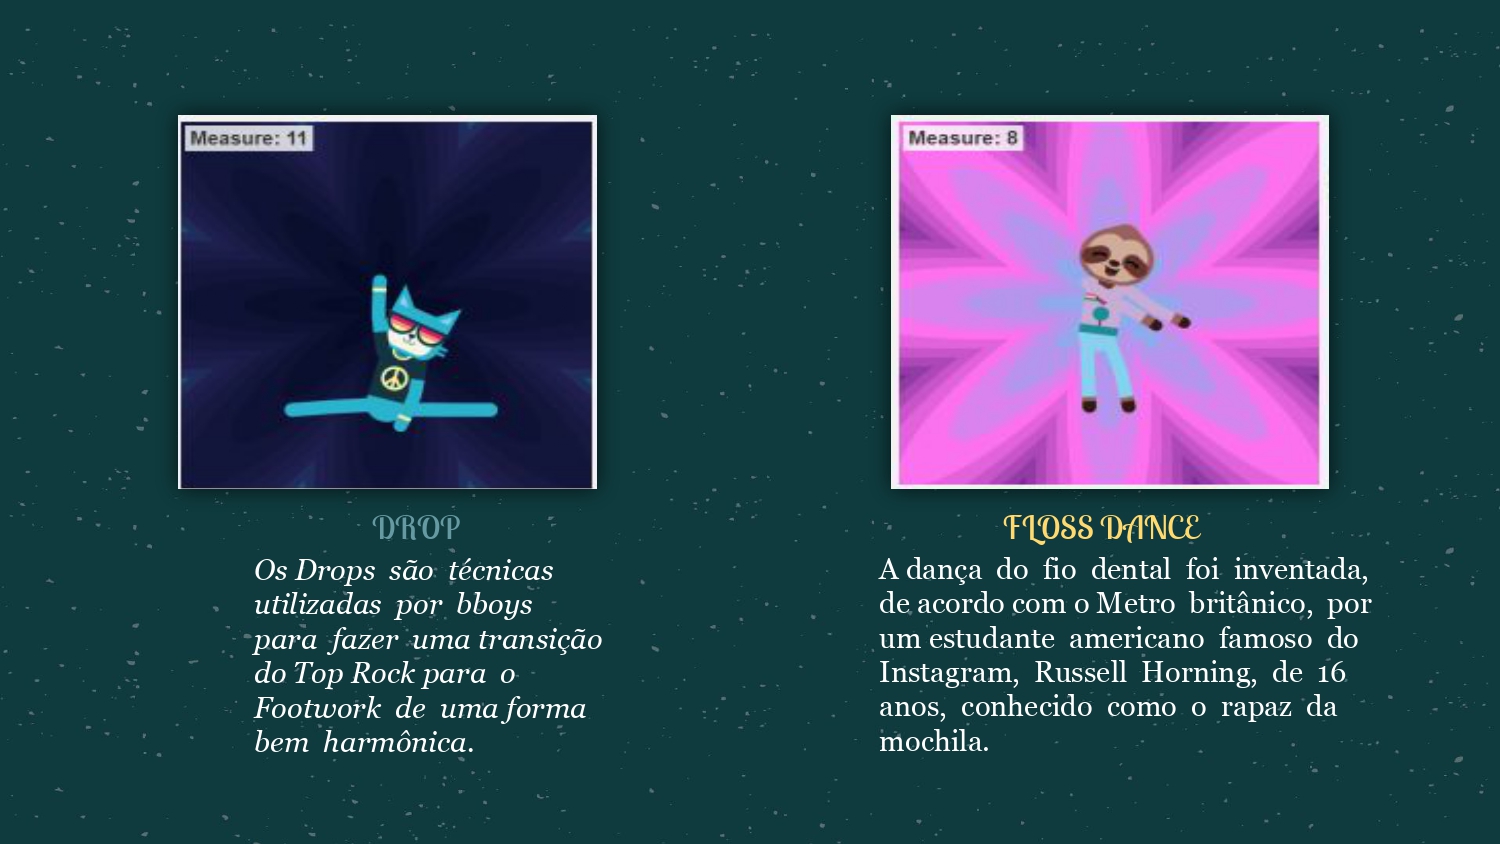 Measure: 11
DROP
Os Drops são técnicas
utilizadas por bboys
para fazer uma transição
do Top Rock para o
Footwork de uma forma
bem harmônica.
Measure: 8
FLOSS DANCE
A dança do fio dental foi inventada,
de acordo com o Metro britânico, por
um estudante americano famoso do
Instagram, Russell Horning, de 16
anos, conhecido como o rapaz da
mochila.